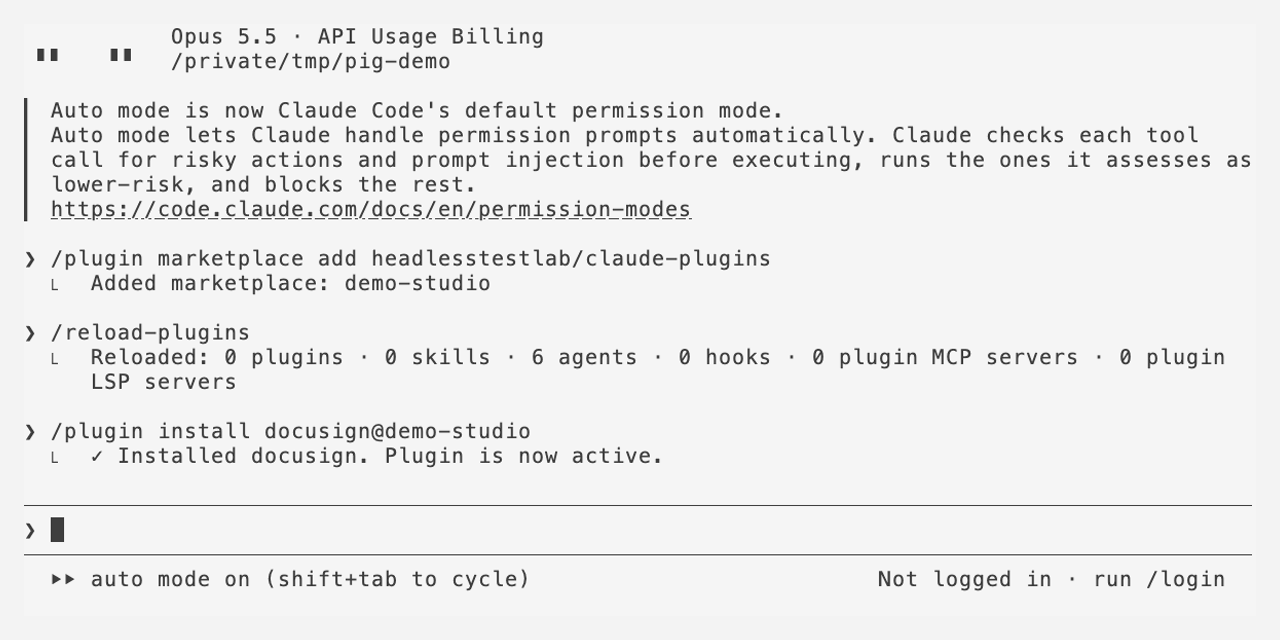 Opus 5.5 · API Usage Billing
/private/tmp/pig-demo
Auto mode is now Claude Code's default permission mode.
Auto mode lets Claude handle permission prompts automatically. Claude checks each tool
call for risky actions and prompt injection before executing, runs the ones it assesses as
lower-risk, and blocks the rest.
https://code.claude.com/docs/en/permission-modes
❯ /plugin marketplace add headlesstestlab/claude-plugins
└ Added marketplace: demo-studio
❯ /reload-plugins
└ Reloaded: 0 plugins · 0 skills · 6 agents · 0 hooks · 0 plugin MCP servers · 0 plugin
LSP servers
❯ /plugin install docusign@demo-studio
└ ✓ Installed docusign. Plugin is now active.
❯
⏵⏵ auto mode on (shift+tab to cycle) Not logged in · run /login